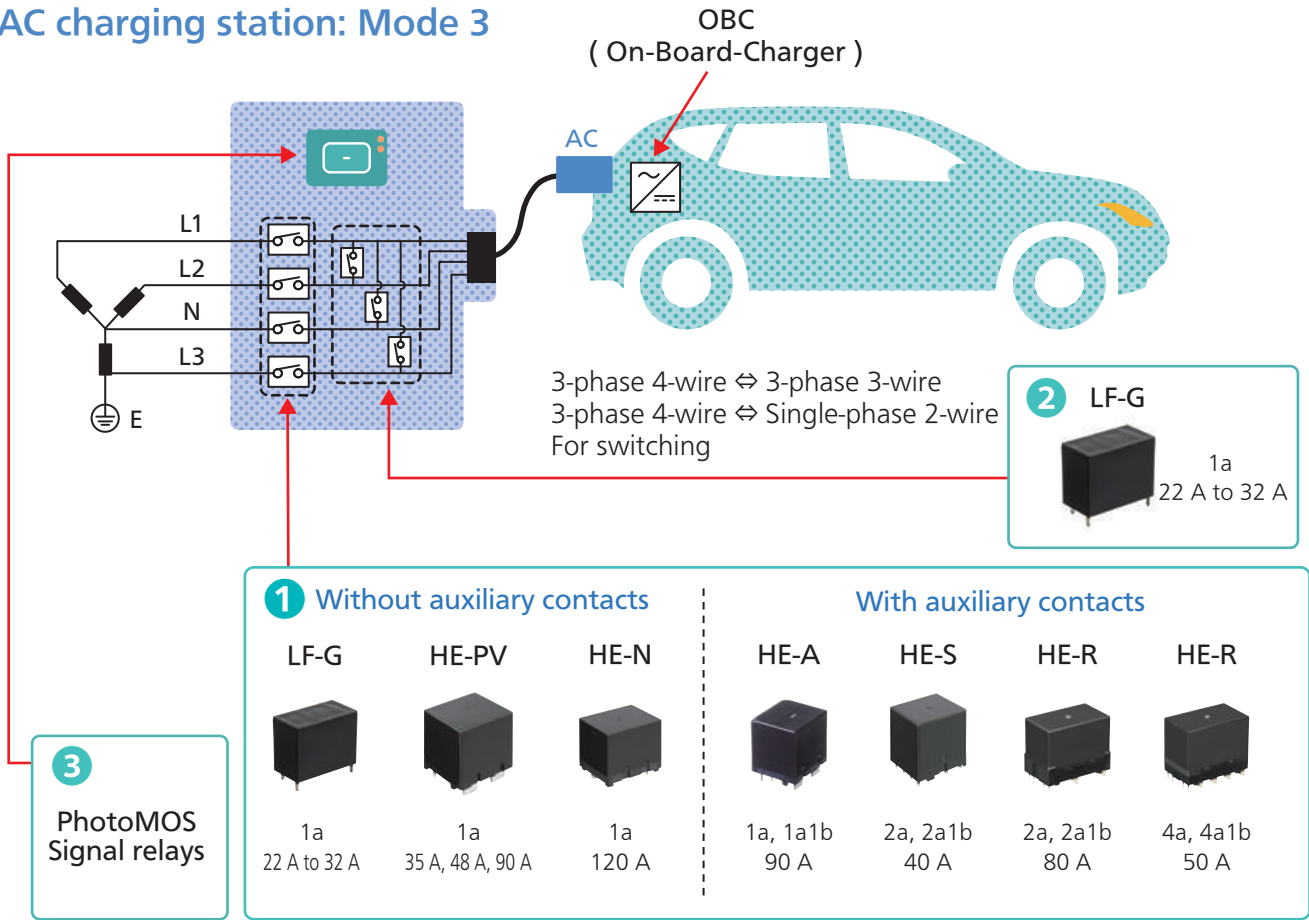 AC charging station: Mode 3
OBC
( On-Board-Charger )
AC
L1
L2
N
L3
E
3-phase 4-wire ⇔ 3-phase 3-wire
3-phase 4-wire ⇔ Single-phase 2-wire
For switching
2 LF-G
1a
22 A to 32 A
1 Without auxiliary contacts
With auxiliary contacts
LF-G HE-PV HE-N HE-A HE-S HE-R HE-R
1a 1a 1a 1a, 1a1b 2a, 2a1b 2a, 2a1b 4a, 4a1b
22 A to 32 A 35 A, 48 A, 90 A 120 A 90 A 40 A 80 A 50 A
3
PhotoMOS
Signal relays